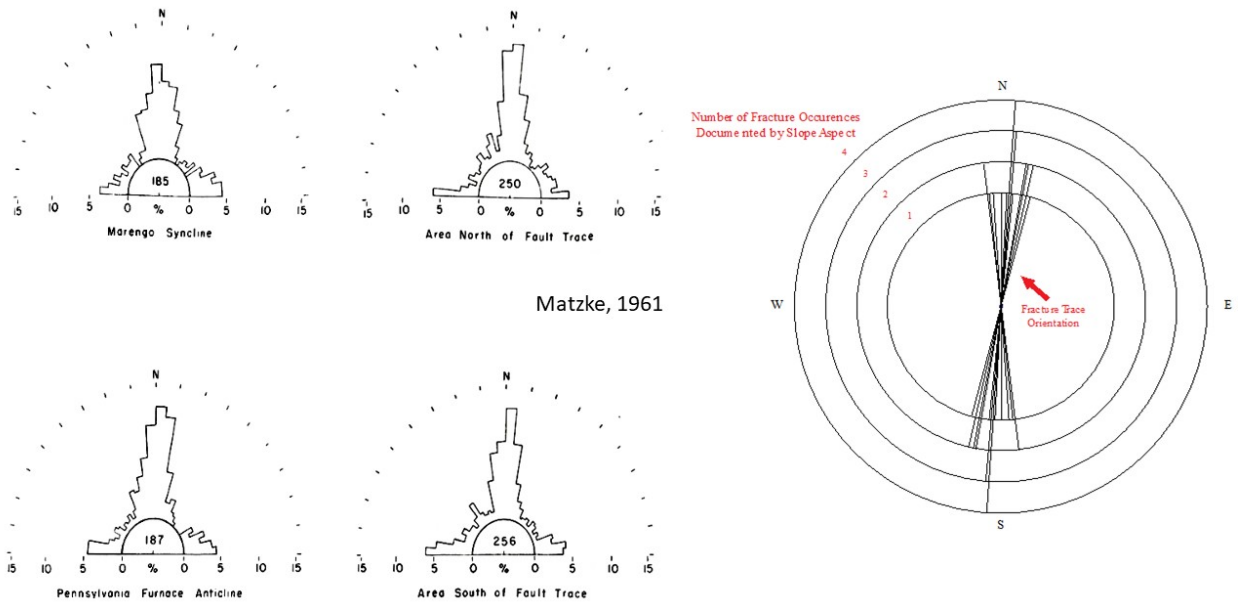 N
185
15 10 5 0 % 0 5 10 15
Marengo Syncline
N
250
15 10 5 0 % 0 5 10 15
Area North of Fault Trace
Matzke, 1961
N
187
15 10 5 0 % 0 5 10 15
Pennsylvania Furnace Anticline
N
256
15 10 5 0 % 0 5 10 15
Area South of Fault Trace
Number of Fracture Occurences
Documented by Slope Aspect
N
4
3
2
1
W
E
Fracture Trace
Orientation
S